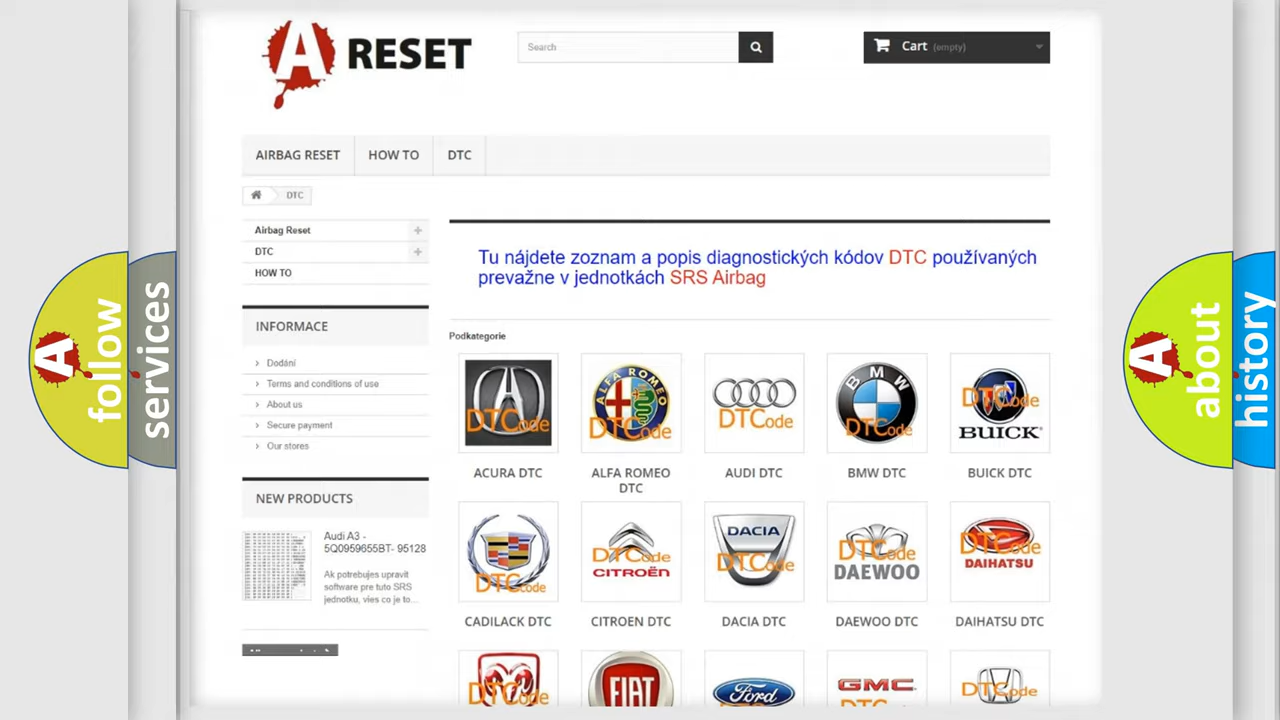 A RESET
Search
Cart (empty)
AIRBAG RESET
HOW TO
DTC
DTC
Airbag Reset
DTC
HOW TO
INFORMACE
Dodání
Terms and conditions of use
About us
Secure payment
Our stores
NEW PRODUCTS
Audi A3 -
5Q0959655BT- 95128
Ak potrebujes upravit
software pre tuto SRS
jednotku, vies co je to...
Tu nájdete zoznam a popis diagnostických kódov DTC používaných
prevažne v jednotkách SRS Airbag
Podkategorie
DTCode
ALFA ROMEO
DTCode
DTCode
BMW
DTCode
DTCode
BUICK
ACURA DTC
ALFA ROMEO
DTC
AUDI DTC
BMW DTC
BUICK DTC
DTCode
DTCode
CITROËN
DACIA
DTCode
DTCode
DAEWOO
DTCode
DAIHATSU
CADILACK DTC
CITROEN DTC
DACIA DTC
DAEWOO DTC
DAIHATSU DTC
DTCode
FIAT
Ford
GMC
DTCode
A follow
services
A about
history